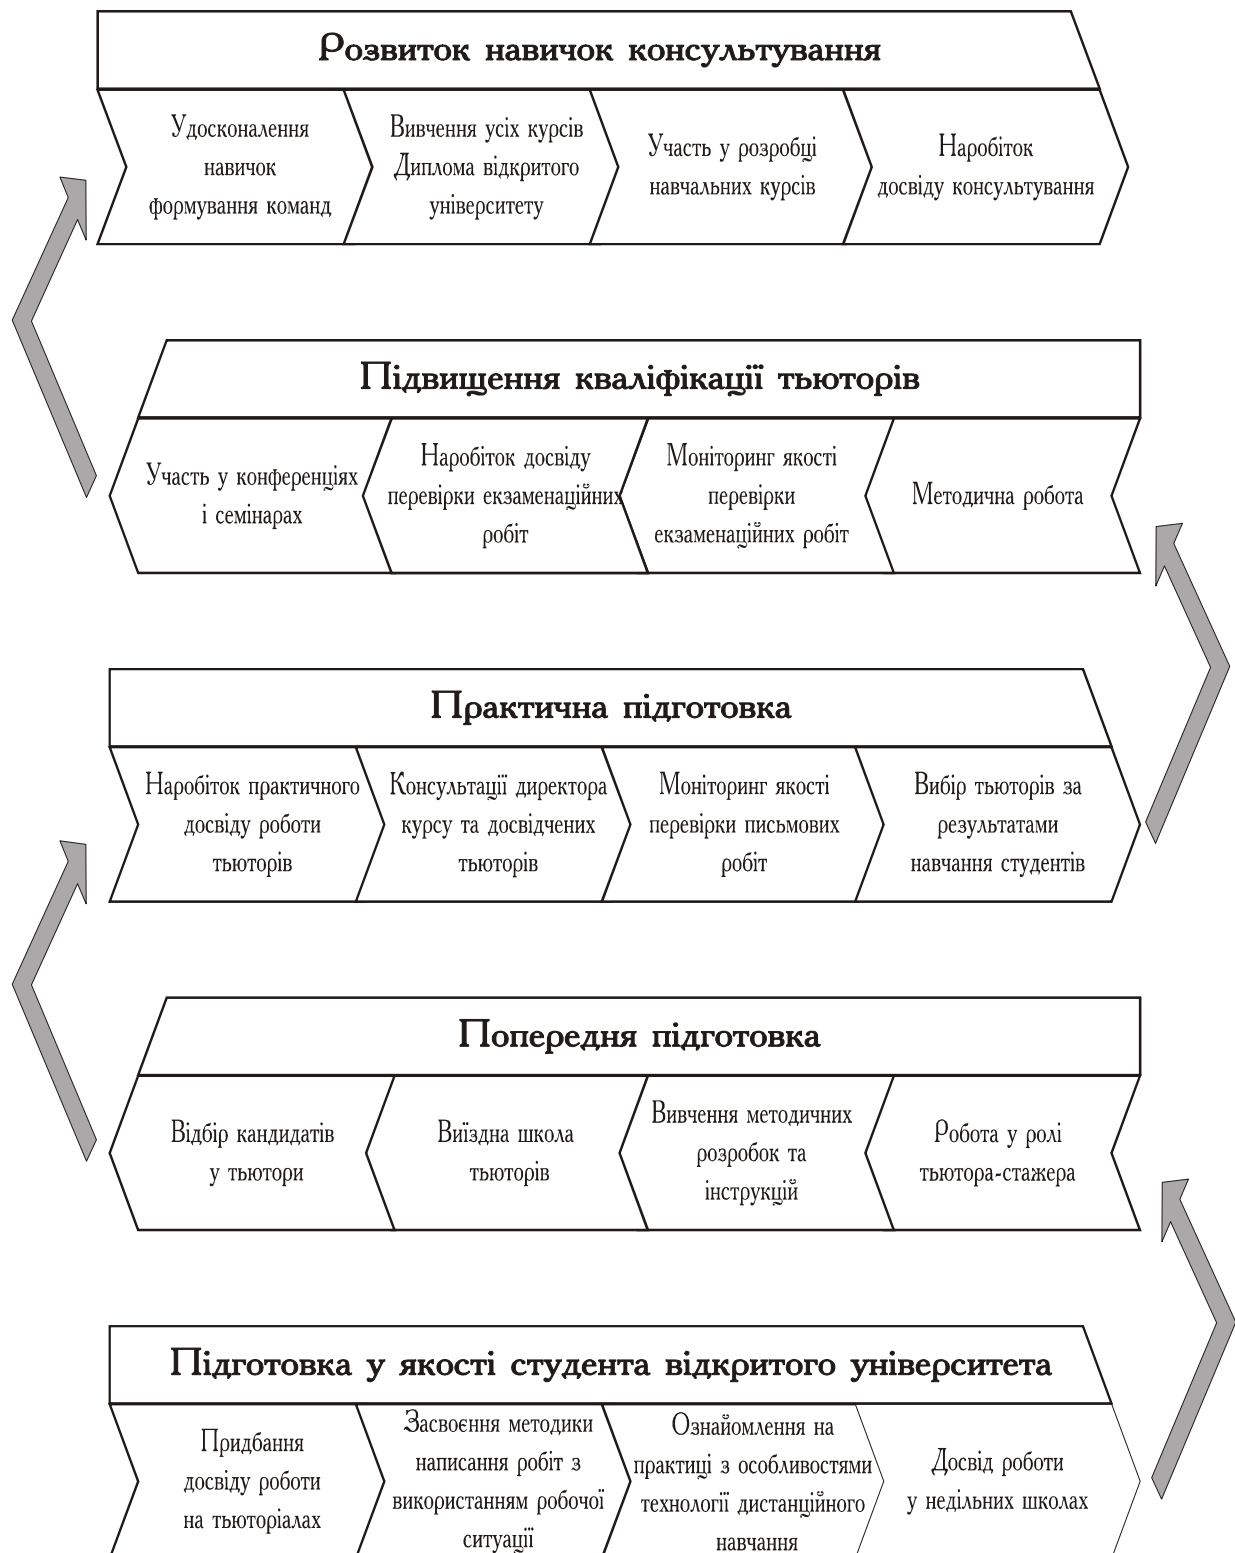 Розвиток навичок консультування
Удосконалення
навичок
формування команд
Вивчення усіх курсів
Диплома відкритого
університету
Участь у розробці
навчальних курсів
Наробіток
досвіду консультування
Підвищення кваліфікації тьюторів
Участь у конференціях
і семінарах
Наробіток досвіду
перевірки екзаменаційних
робіт
Моніторинг якості
перевірки
екзаменаційних робіт
Методична робота
Практична підготовка
Наробіток практичного
досвіду роботи
тьюторів
Консультації директора
курсу та досвідчених
тьюторів
Моніторинг якості
перевірки письмових
робіт
Вибір тьюторів за
результатами
навчання студентів
Попередня підготовка
Відбір кандидатів
у тьютори
Виїздна школа
тьюторів
Вивчення методичних
розробок та
інструкцій
Робота у ролі
тьютора-стажера
Підготовка у якості студента відкритого університета
Придбання
досвіду роботи
на тьюторіалах
Засвоєння методики
написання робіт з
використанням робочої
ситуації
Ознайомлення на
практиці з особливостями
технології дистанційного
навчання
Досвід роботи
у недільних школах